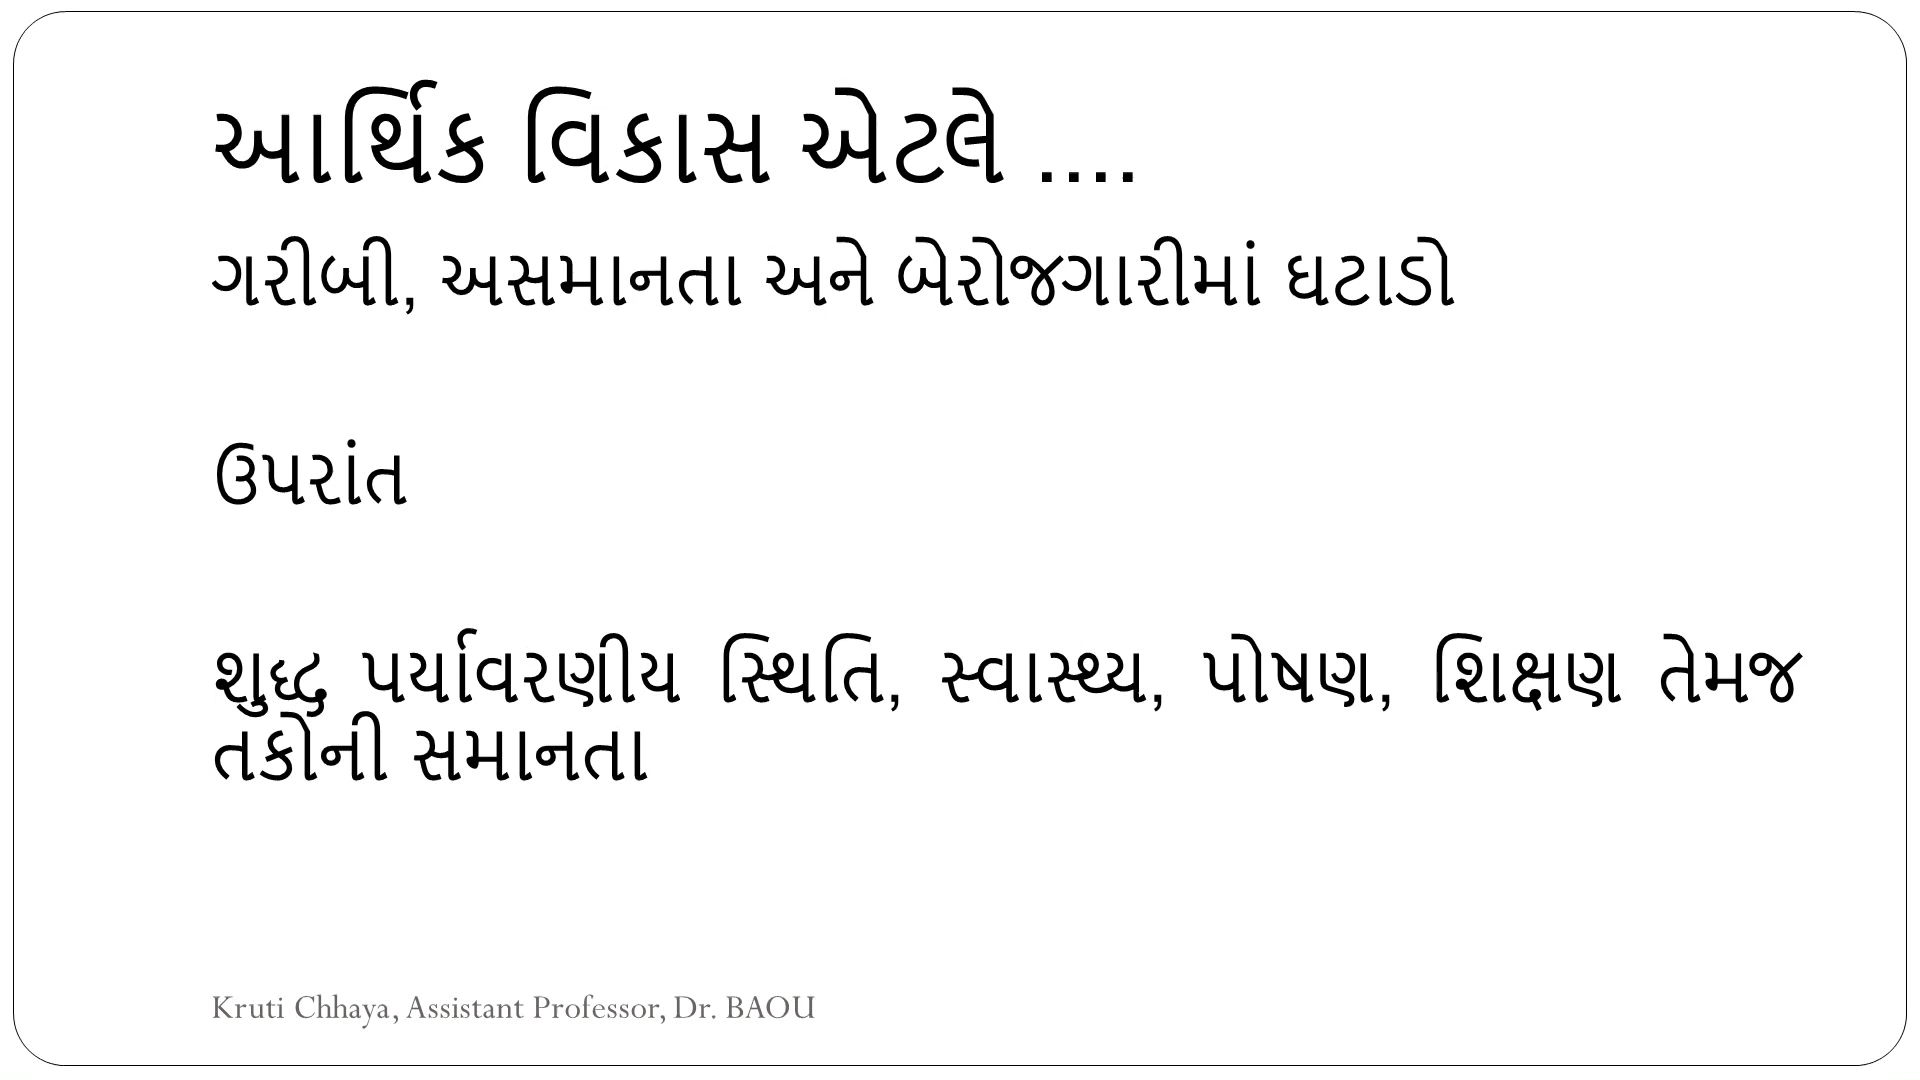 આર્થિક વિકાસ એટલે ....
ગરીબી, અસમાનતા અને બેરોજગારીમાં ઘટાડો
ઉપરાંત
શુદ્ધ પર્યાવરણીય સ્થિતિ, સ્વાસ્થ્ય, પોષણ, શિક્ષણ તેમજ
તકોની સમાનતા
Kruti Chhaya, Assistant Professor, Dr. BAOU